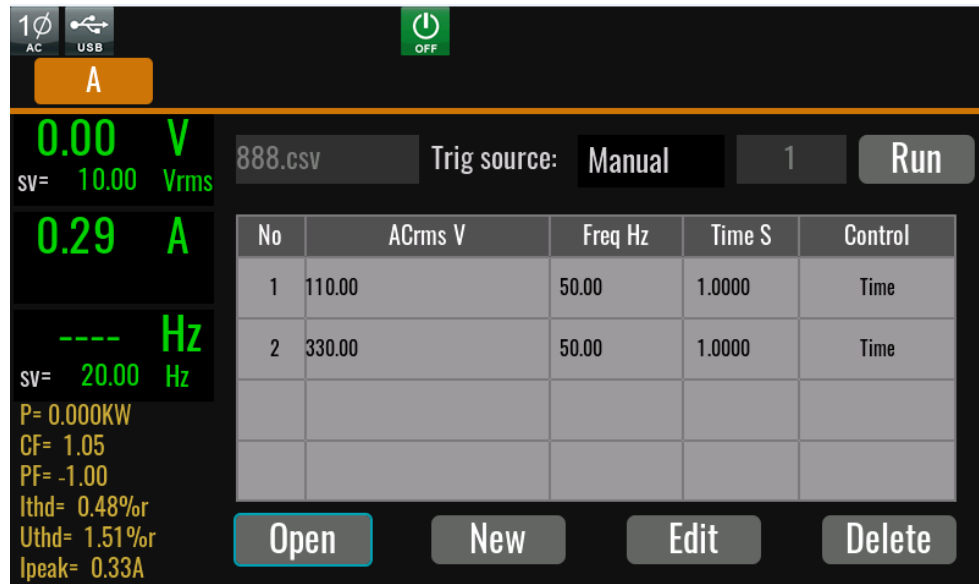 1Ø
AC
USB
OFF
A
0.00 V
sv= 10.00 Vrms
0.29 A
---- Hz
sv= 20.00 Hz
P= 0.000KW
CF= 1.05
PF= -1.00
Ithd= 0.48%r
Uthd= 1.51%r
Ipeak= 0.33A
888.csv Trig source: Manual 1 Run
No ACrms V Freq Hz Time S Control
1 110.00 50.00 1.0000 Time
2 330.00 50.00 1.0000 Time
Open New Edit Delete